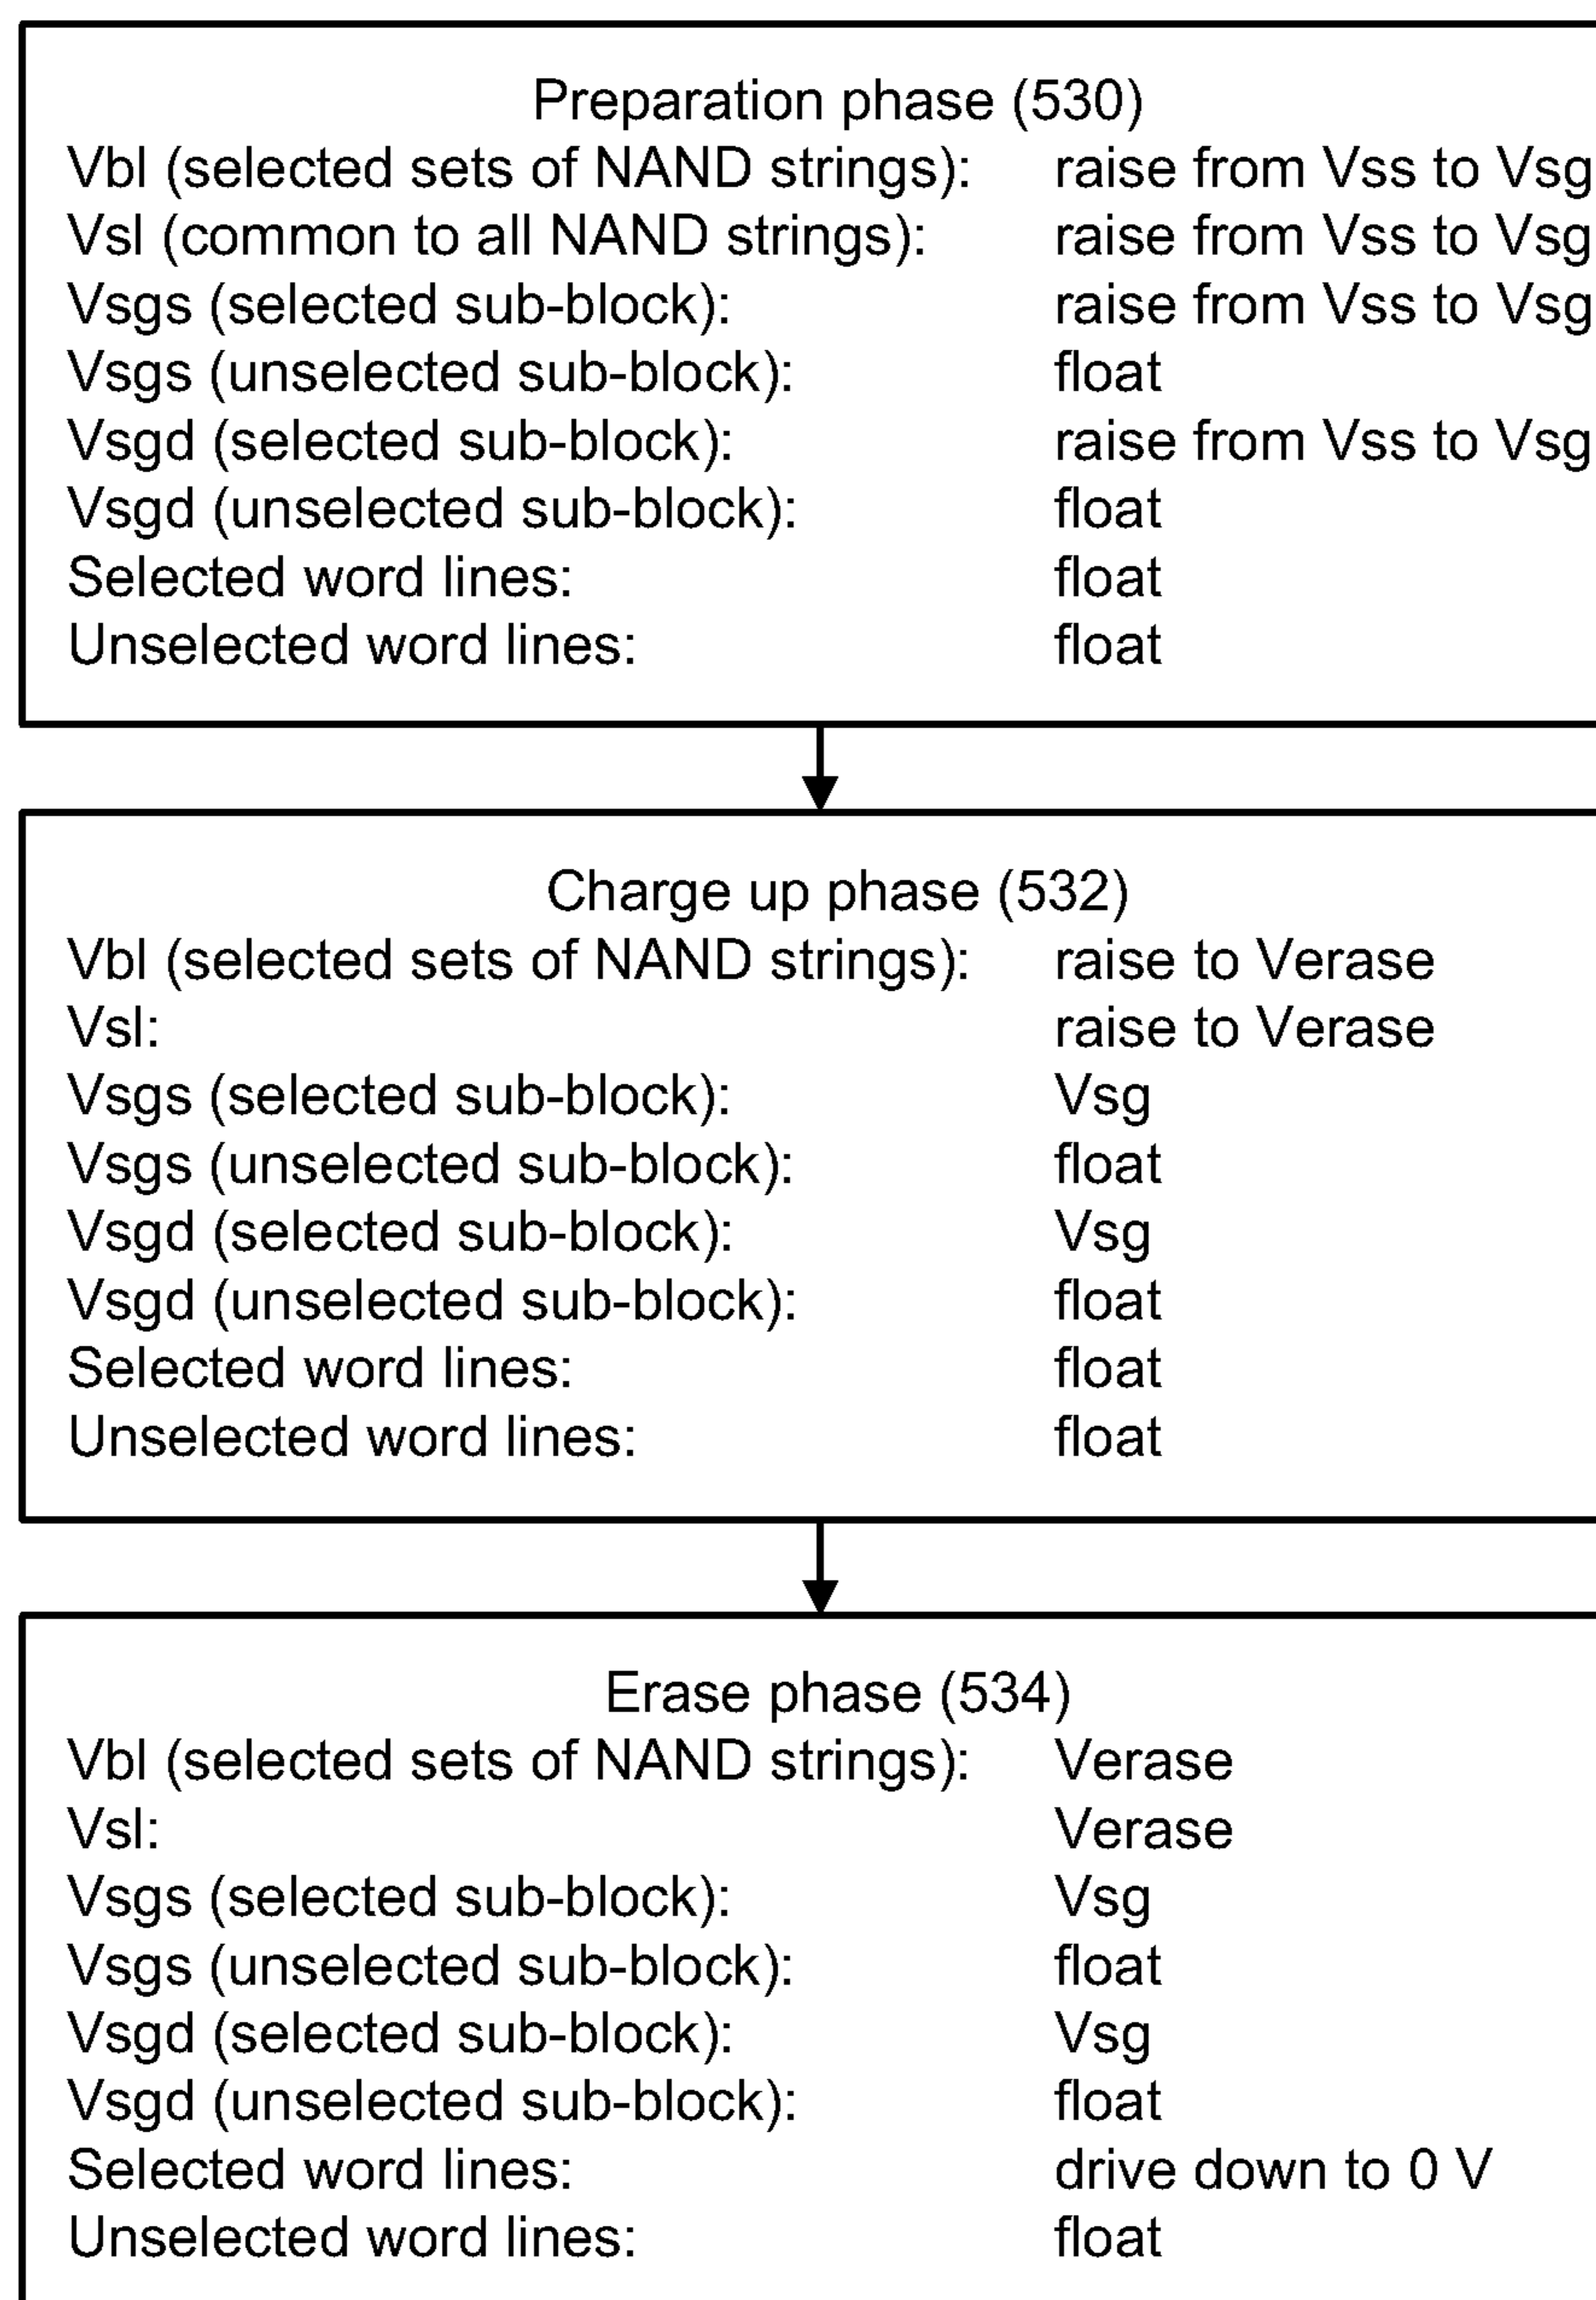 Preparation phase (530)
Vbl (selected sets of NAND strings): raise from Vss to Vsg
Vsl (common to all NAND strings): raise from Vss to Vsg
Vsgs (selected sub-block): raise from Vss to Vsg
Vsgs (unselected sub-block): float
Vsgd (selected sub-block): raise from Vss to Vsg
Vsgd (unselected sub-block): float
Selected word lines: float
Unselected word lines: float
Charge up phase (532)
Vbl (selected sets of NAND strings): raise to Verase
Vsl: raise to Verase
Vsgs (selected sub-block): Vsg
Vsgs (unselected sub-block): float
Vsgd (selected sub-block): Vsg
Vsgd (unselected sub-block): float
Selected word lines: float
Unselected word lines: float
Erase phase (534)
Vbl (selected sets of NAND strings): Verase
Vsl: Verase
Vsgs (selected sub-block): Vsg
Vsgs (unselected sub-block): float
Vsgd (selected sub-block): Vsg
Vsgd (unselected sub-block): float
Selected word lines: drive down to 0 V
Unselected word lines: float